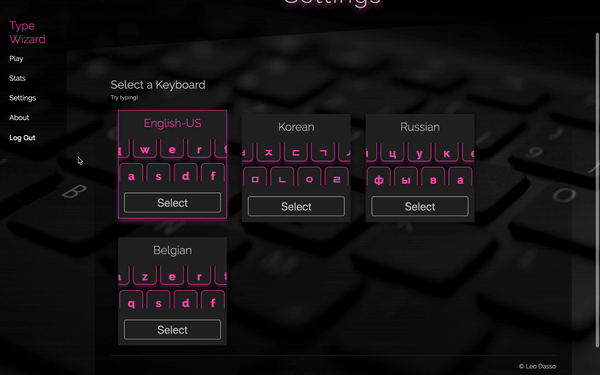 Settings
Type
Wizard
Play
Stats
Settings
About
Log Out
Select a Keyboard
Try typing!
English-US
w e r
a s d f
Select
Korean
ㅈ ㄷ ㄱ
ㅁ ㄴ ㅇ ㄹ
Select
Russian
ц у к
ф ы в а
Select
Belgian
z e r
q s d f
Select
© Leo Dasso